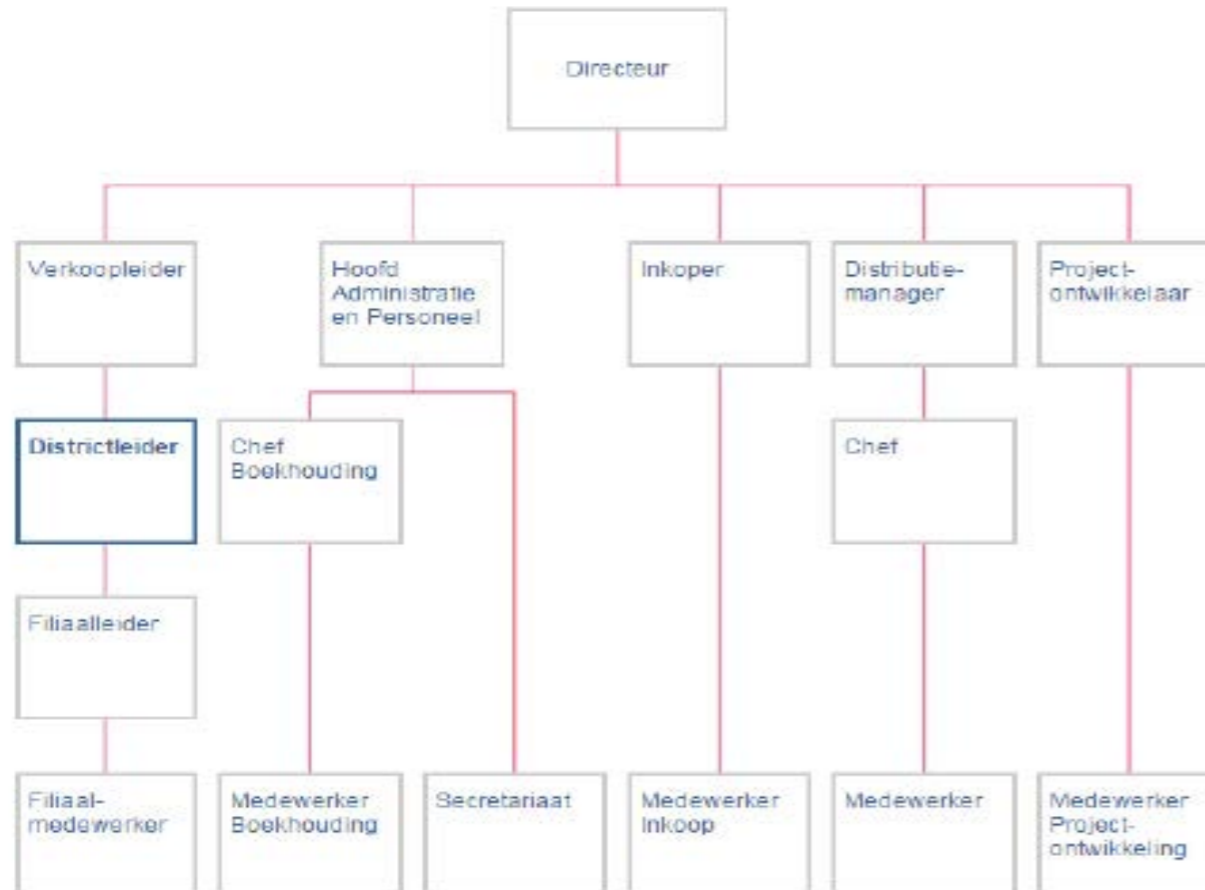 Directeur
Verkoopleider
Hoofd
Administratie
en Personeel
Inkoper
Distributie-
manager
Project-
ontwikkelaar
Districtleider
Chef
Boekhouding
Chef
Filiaalleider
Filiaal-
medewerker
Medewerker
Boekhouding
Secretariaat
Medewerker
Inkoop
Medewerker
Medewerker
Project-
ontwikkeling